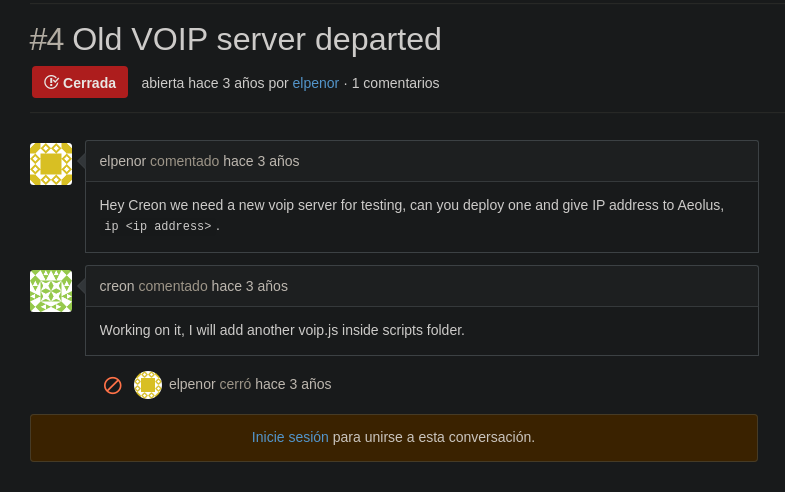 #4 Old VOIP server departed
Cerrada abierta hace 3 años por elpenor · 1 comentarios
elpenor comentado hace 3 años
Hey Creon we need a new voip server for testing, can you deploy one and give IP address to Aeolus,
ip <ip address> .
creon comentado hace 3 años
Working on it, I will add another voip.js inside scripts folder.
elpenor cerró hace 3 años
Inicie sesión para unirse a esta conversación.